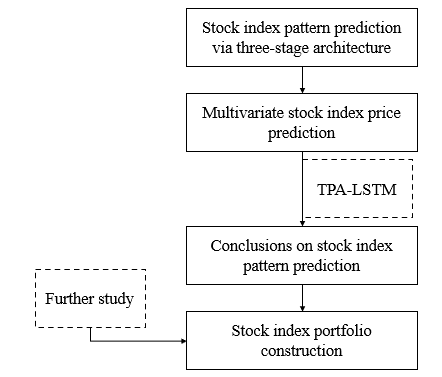 Stock index pattern prediction
via three-stage architecture
Multivariate stock index price
prediction
TPA-LSTM
Conclusions on stock index
pattern prediction
Further study
Stock index portfolio
construction